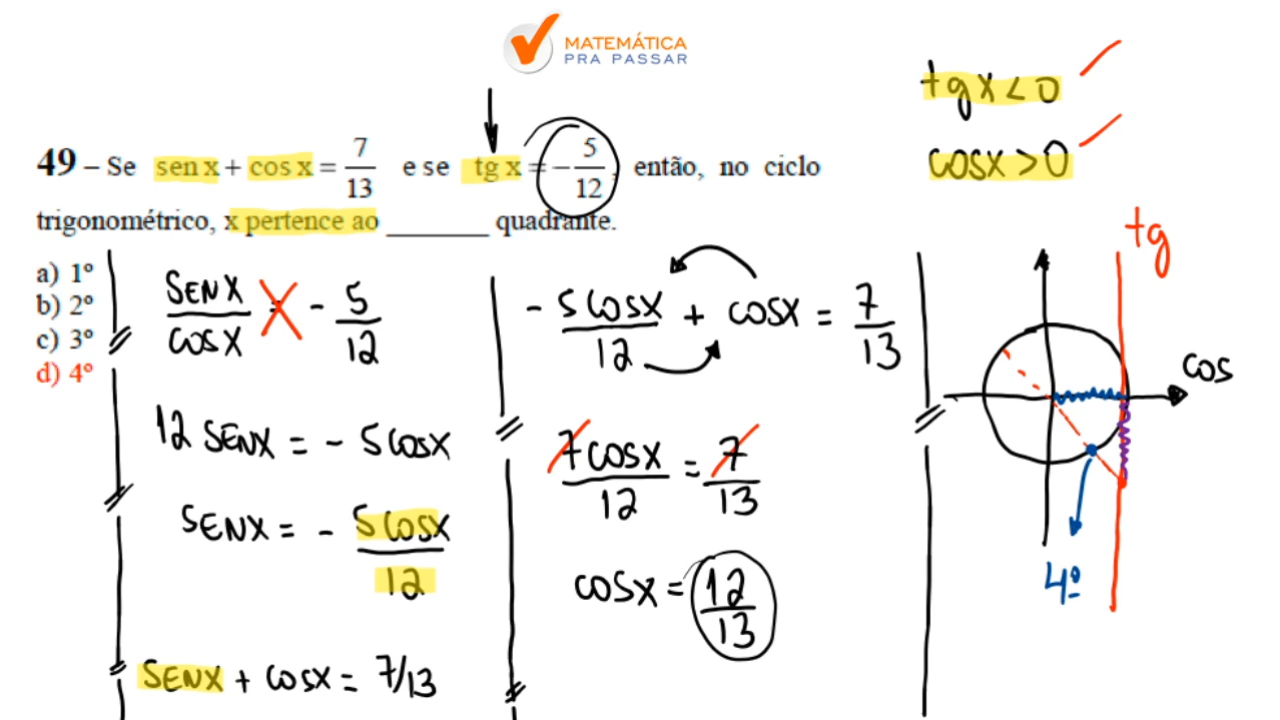 MATEMÁTICA
PRA PASSAR
49 – Se sen x + cos x = 7/13 e se tg x = – 5/12, então, no ciclo
trigonométrico, x pertence ao _______ quadrante.
a) 1º
b) 2º
c) 3º
d) 4º
SENX/COSX = - 5/12
12 SENX = - 5COSX
SENX = - 5COSX/12
SENX + COSX = 7/13
- 5COSX/12 + COSX = 7/13
7COSX/12 = 7/13
COSX = 12/13
tg x < 0
COSX > 0
tg
COS
4º